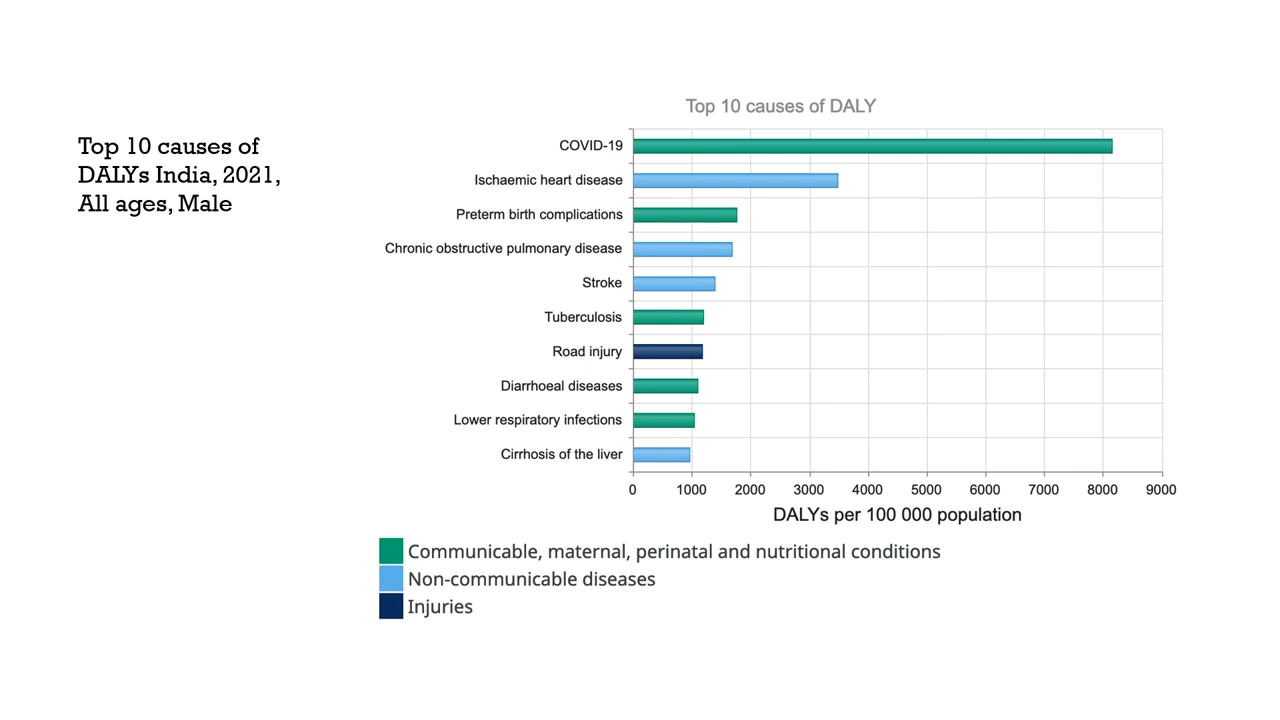 Top 10 causes of
DALYs India, 2021,
All ages, Male
Top 10 causes of DALY
COVID-19
Ischaemic heart disease
Preterm birth complications
Chronic obstructive pulmonary disease
Stroke
Tuberculosis
Road injury
Diarrhoeal diseases
Lower respiratory infections
Cirrhosis of the liver
0 1000 2000 3000 4000 5000 6000 7000 8000 9000
DALYs per 100 000 population
Communicable, maternal, perinatal and nutritional conditions
Non-communicable diseases
Injuries